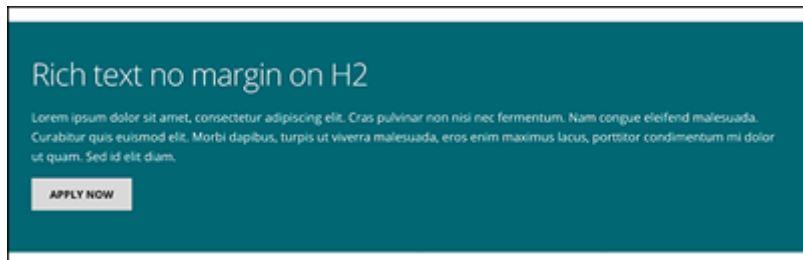 Rich text no margin on H2
Lorem ipsum dolor sit amet, consectetur adipiscing elit. Cras pulvinar non nisi nec fermentum. Nam congue eleifend malesuada.
Curabitur quis euismod elit. Morbi dapibus, turpis ut viverra malesuada, eros enim maximus lacus, porttitor condimentum mi dolor
ut quam. Sed id elit diam.
APPLY NOW